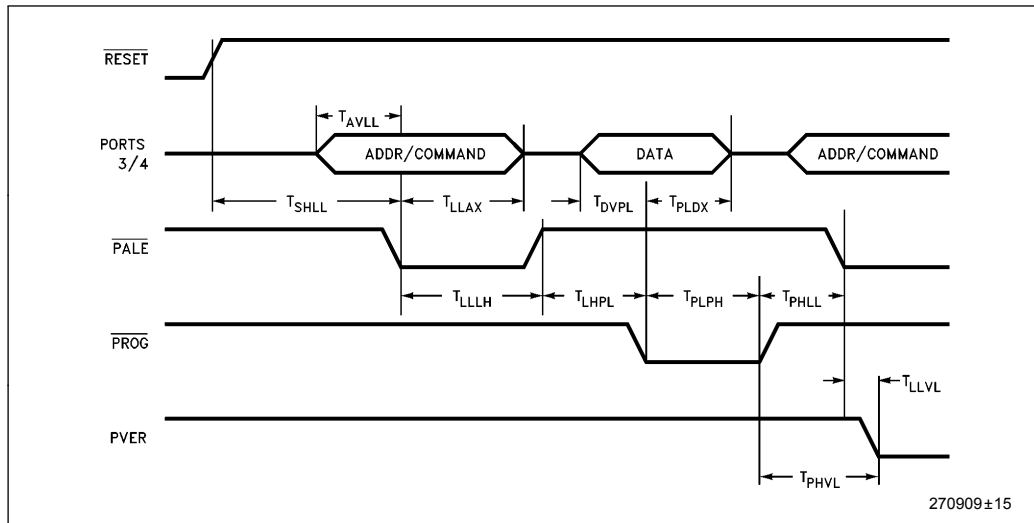 RESET
T_AVLL
PORTS
3/4
ADDR/COMMAND
DATA
ADDR/COMMAND
T_SHLL
T_LLAX
T_DVPL
T_PLDX
PALE
T_LLLH
T_LHPL
T_PLPH
T_PHLL
PROG
T_LLVL
PVER
T_PHVL
270909±15